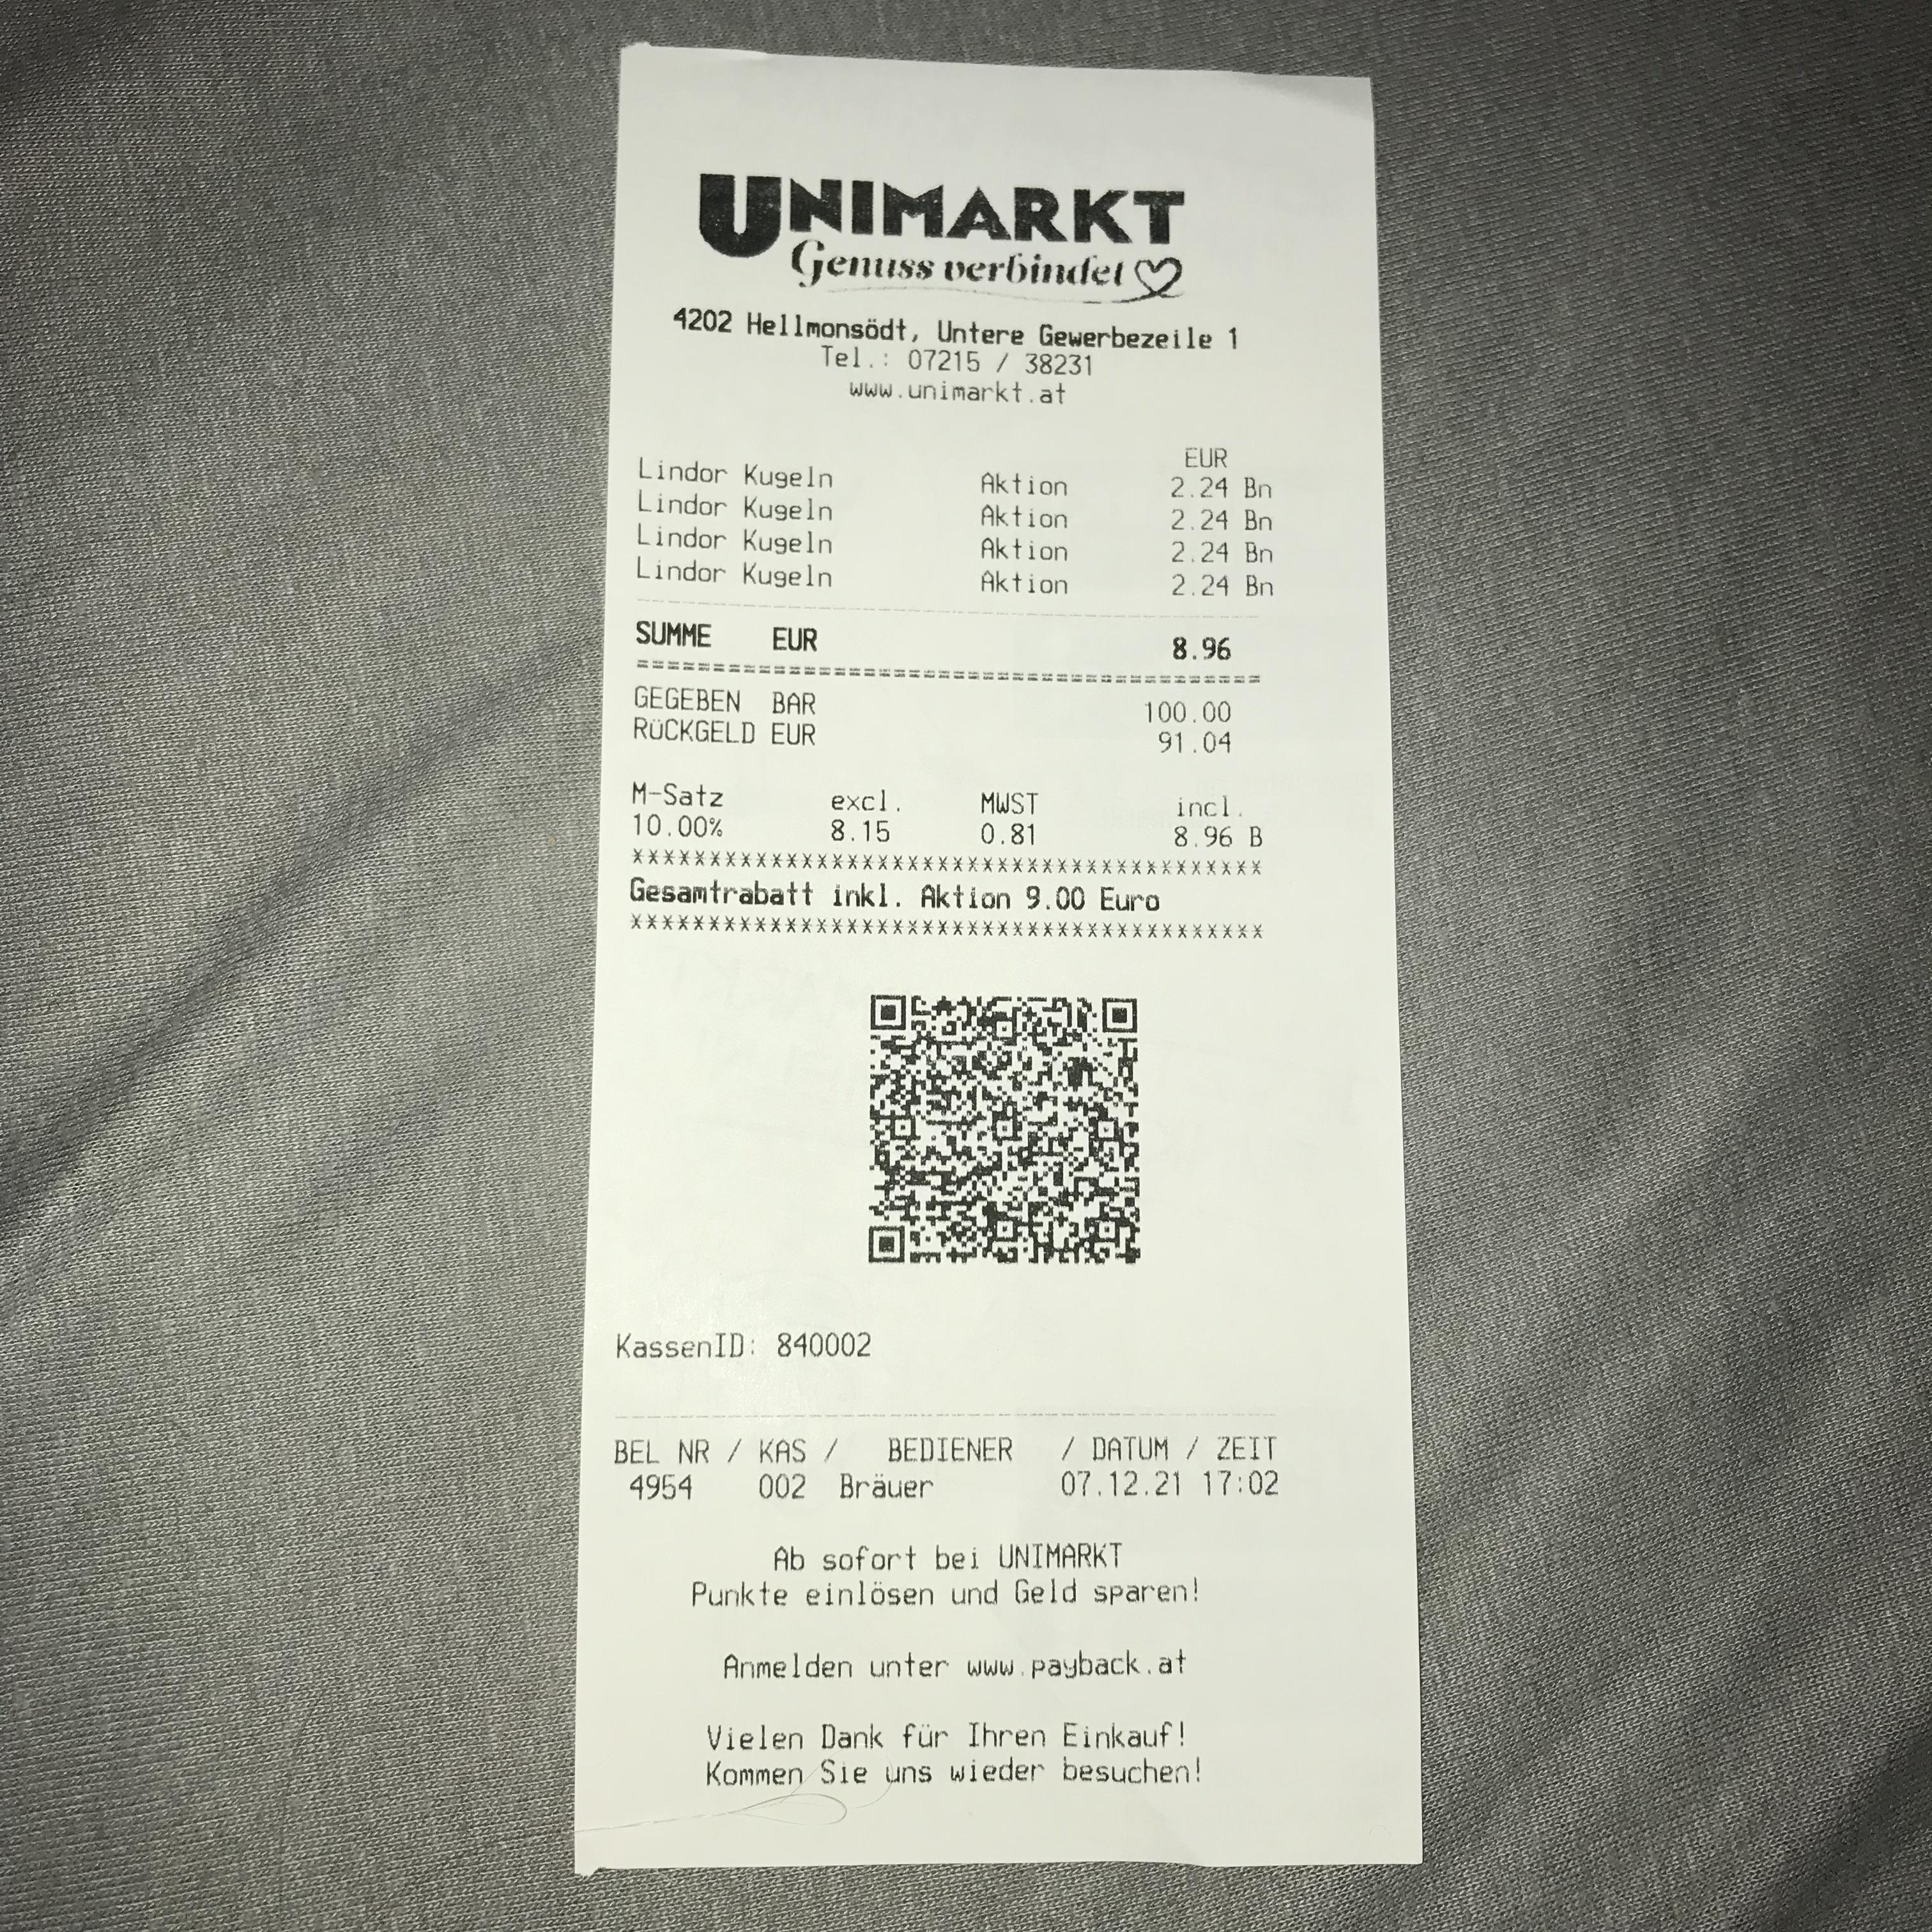 UNIMARKT
Genuss verbindet
4202 Hellmonsödt, Untere Gewerbezeile 1
Tel.: 07215 / 38231
www.unimarkt.at
EUR
Lindor Kugeln Aktion 2.24 Bn
Lindor Kugeln Aktion 2.24 Bn
Lindor Kugeln Aktion 2.24 Bn
Lindor Kugeln Aktion 2.24 Bn
SUMME EUR 8.96
=========================================
GEGEBEN BAR 100.00
RüCKGELD EUR 91.04
M-Satz excl. MWST incl.
10.00% 8.15 0.81 8.96 B
*****************************************
Gesamtrabatt inkl. Aktion 9.00 Euro
*****************************************
KassenID: 840002
BEL NR / KAS / BEDIENER / DATUM / ZEIT
4954 002 Bräuer 07.12.21 17:02
Ab sofort bei UNIMARKT
Punkte einlösen und Geld sparen!
Anmelden unter www.payback.at
Vielen Dank für Ihren Einkauf!
Kommen Sie uns wieder besuchen!